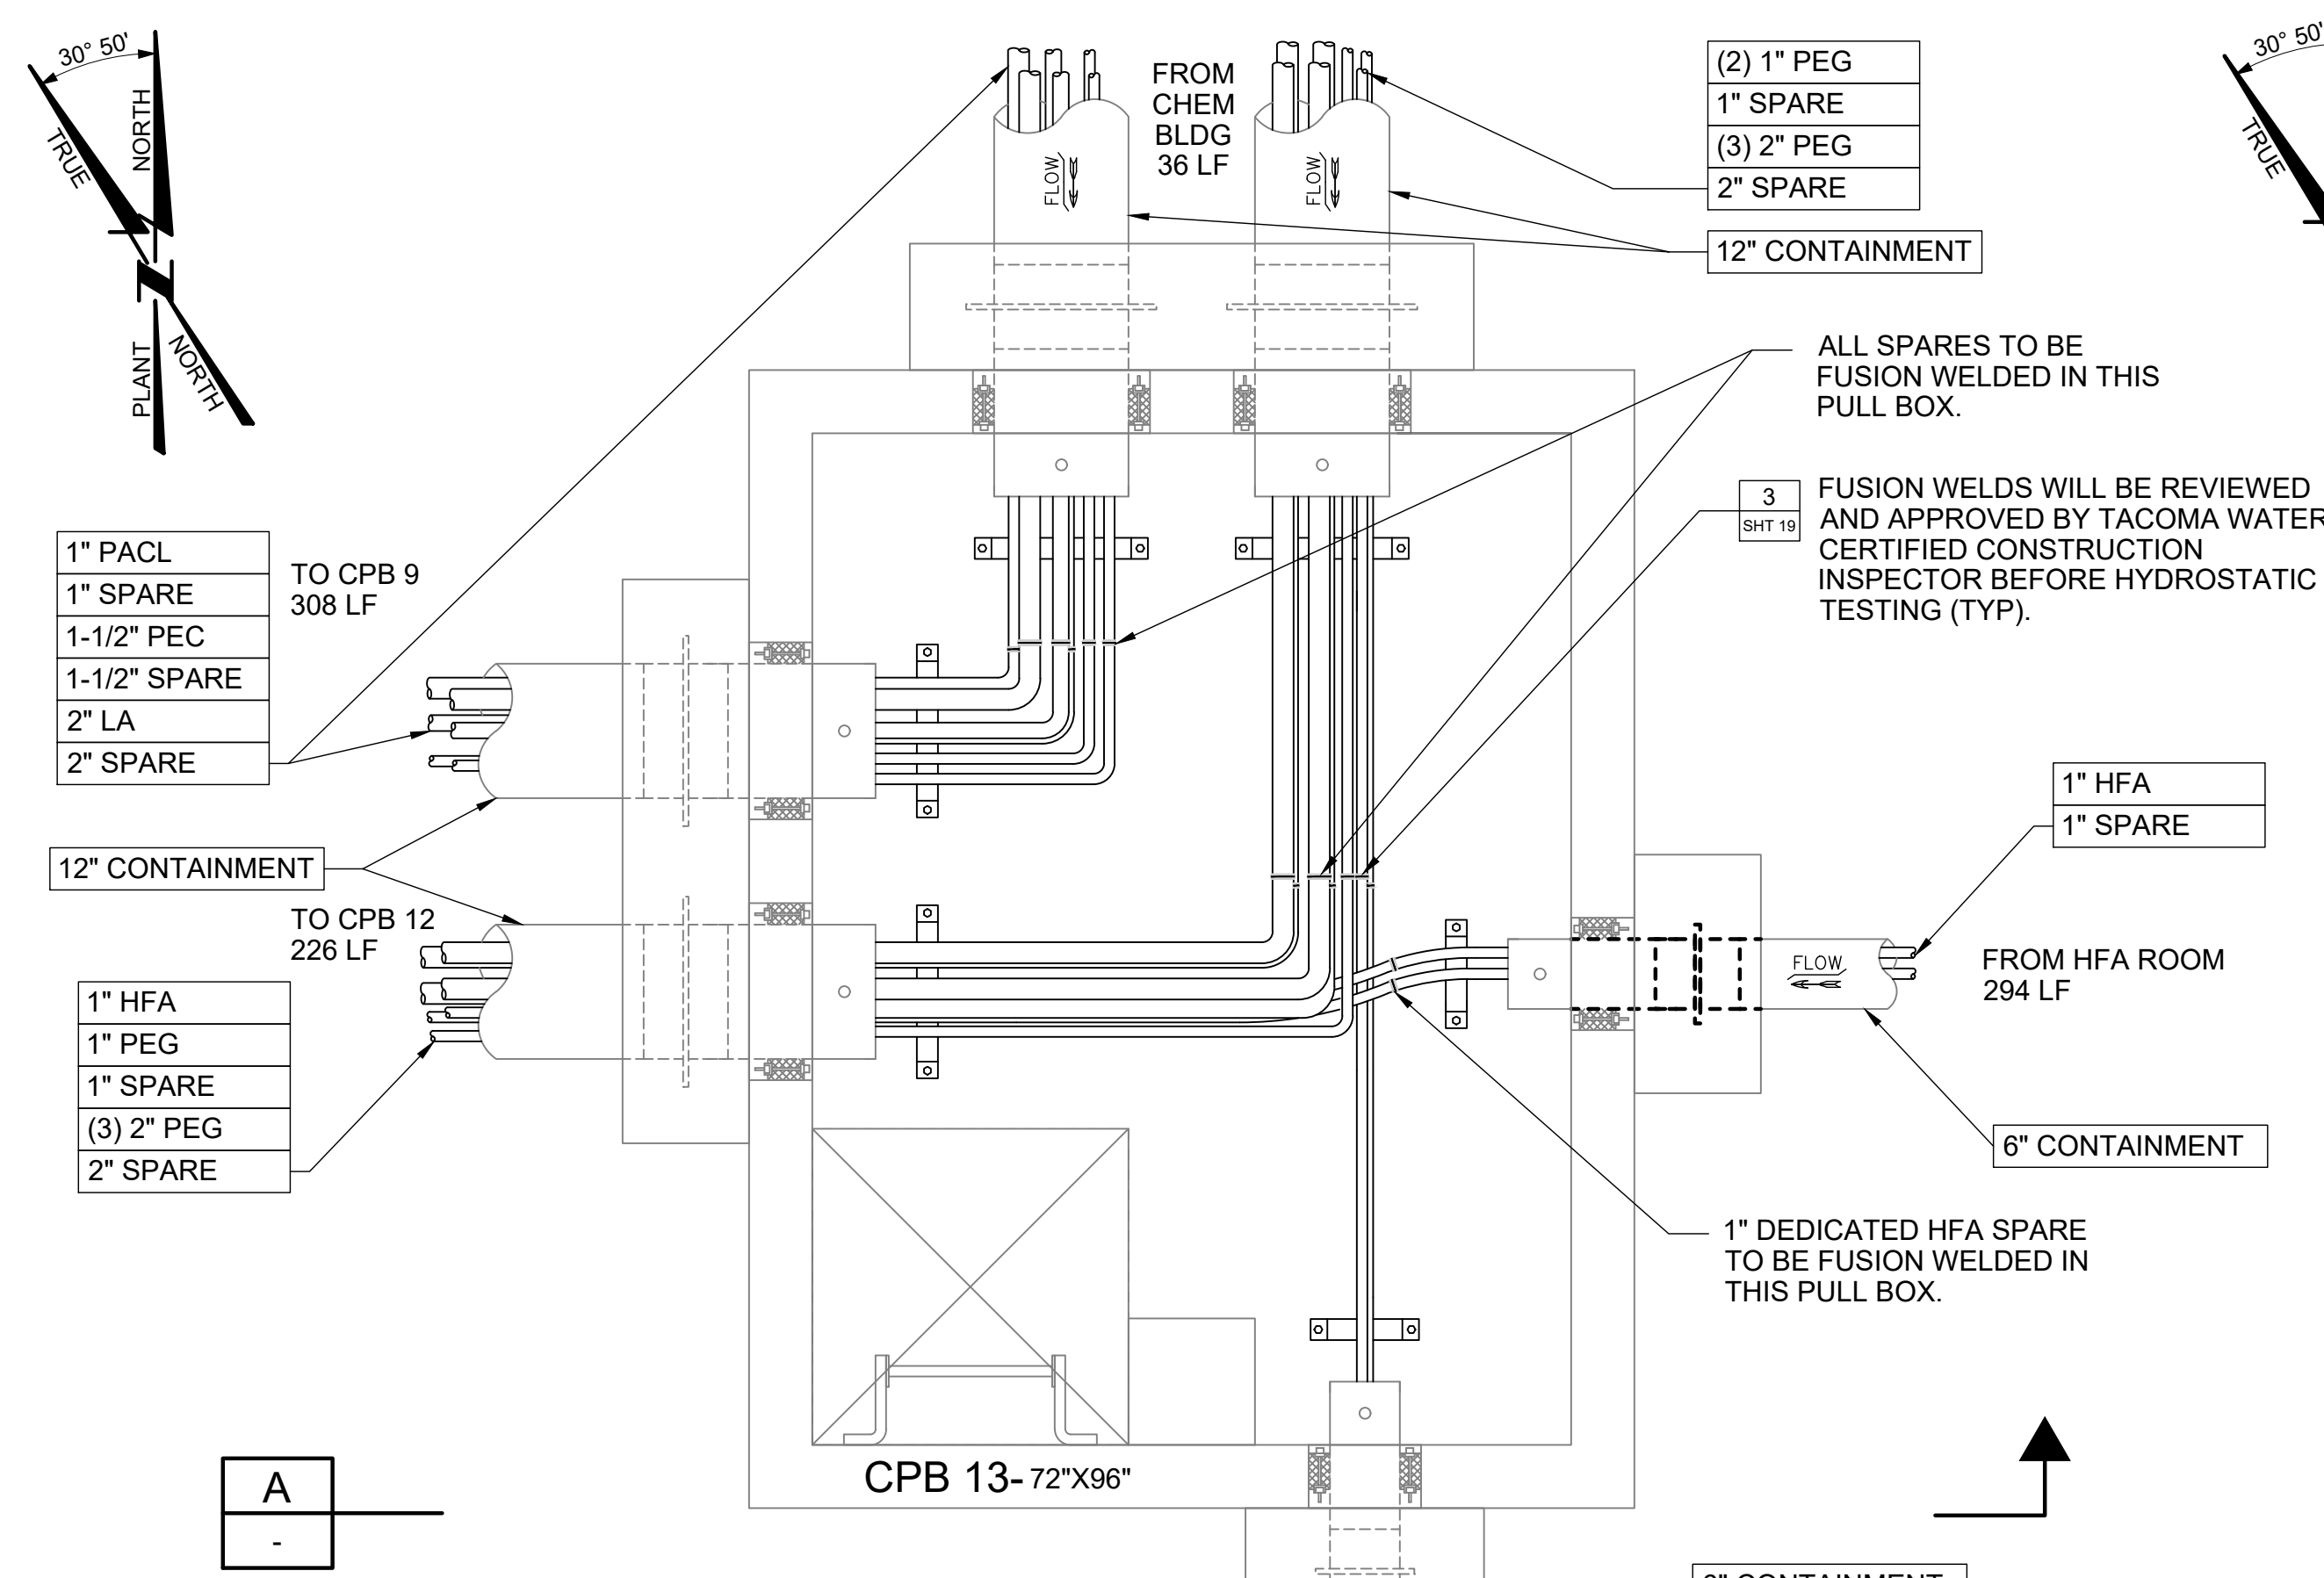 30° 50'
TRUE
NORTH
PLANT
NORTH
FROM
CHEM
BLDG
36 LF
FLOW
FLOW
(2) 1" PEG
1" SPARE
(3) 2" PEG
2" SPARE
12" CONTAINMENT
30° 50'
TRUE
ALL SPARES TO BE
FUSION WELDED IN THIS
PULL BOX.
3
SHT 19
FUSION WELDS WILL BE REVIEWED
AND APPROVED BY TACOMA WATER
CERTIFIED CONSTRUCTION
INSPECTOR BEFORE HYDROSTATIC
TESTING (TYP).
1" PACL
1" SPARE
1-1/2" PEC
1-1/2" SPARE
2" LA
2" SPARE
TO CPB 9
308 LF
12" CONTAINMENT
TO CPB 12
226 LF
1" HFA
1" PEG
1" SPARE
(3) 2" PEG
2" SPARE
1" HFA
1" SPARE
FLOW
FROM HFA ROOM
294 LF
6" CONTAINMENT
1" DEDICATED HFA SPARE
TO BE FUSION WELDED IN
THIS PULL BOX.
CPB 13- 72"X96"
A
-
CONTAINMENT